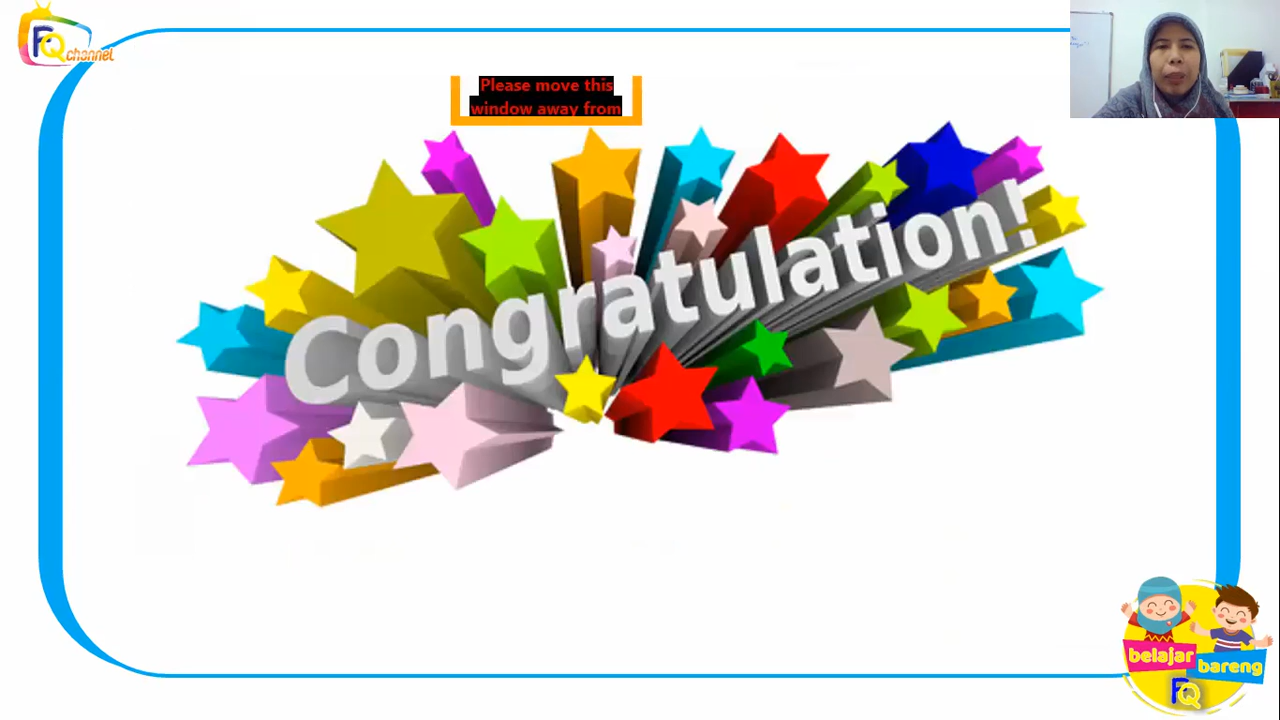 FQ channel
Please move this
window away from
Congratulation!
belajar
bareng
FQ